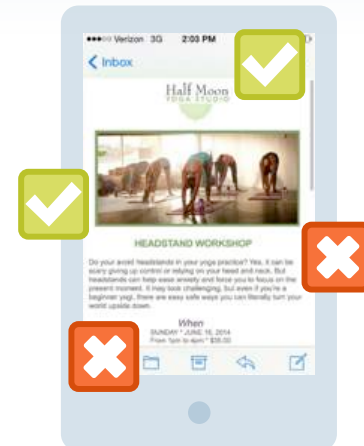 Verizon 3G 2:03 PM
Inbox
Half Moon
YOGA STUDIO
HEADSTAND WORKSHOP
Do your avoid headstands in your yoga practice? Yes, it can be
scary giving up control or relying on your head and neck. But
headstands can help ease anxiety and force you to focus on the
present moment. It may look challenging, but even if you're a
beginner yogi, there are easy safe ways you can literally turn your
world upside down.
When
SUNDAY * JUNE 15, 2014
From 1pm to 4pm * $35.00